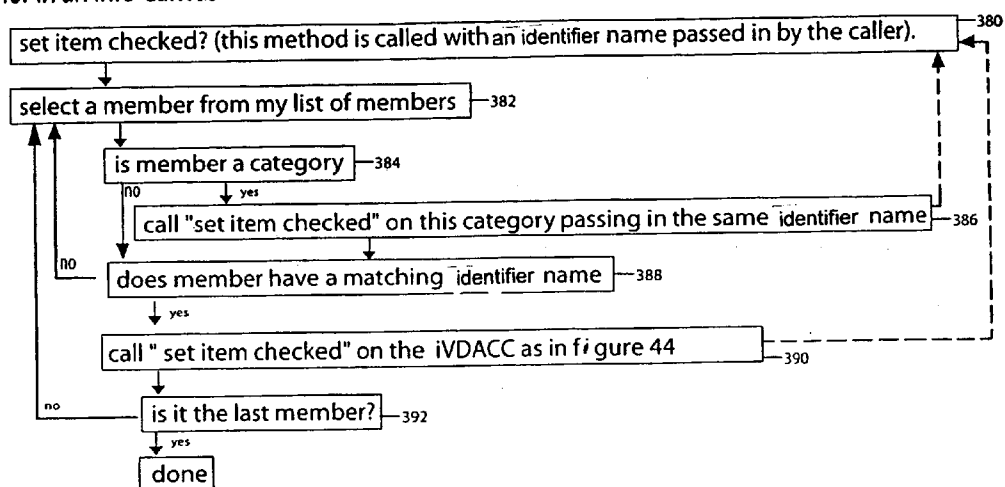 set item checked? (this method is called with an identifier name passed in by the caller).
380
select a member from my list of members
382
is member a category
384
no
yes
call "set item checked" on this category passing in the same identifier name
386
no
does member have a matching identifier name
388
yes
call " set item checked" on the iVDACC as in figure 44
390
no
is it the last member?
392
yes
done